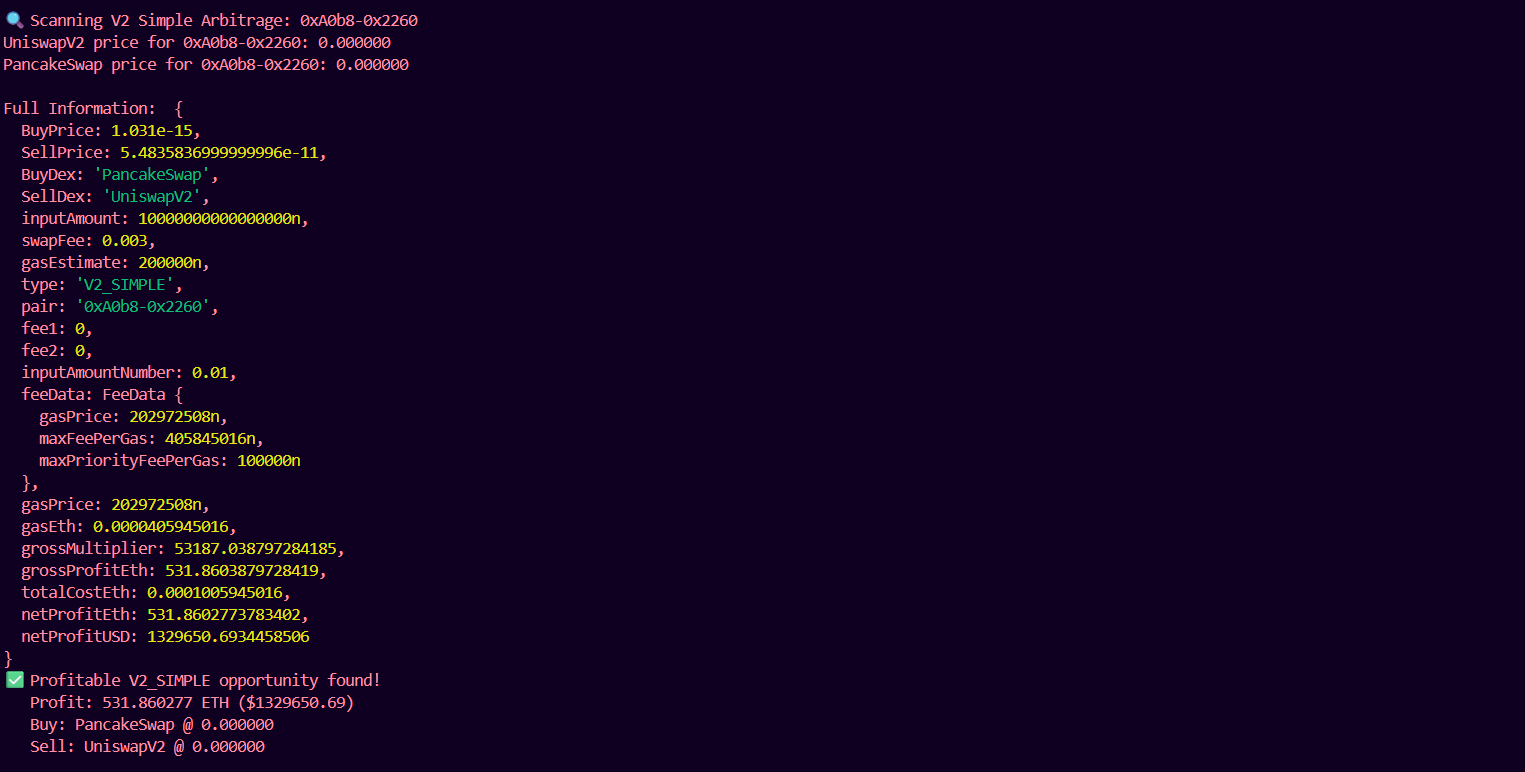 🔍 Scanning V2 Simple Arbitrage: 0xA0b8-0x2260
UniswapV2 price for 0xA0b8-0x2260: 0.000000
PancakeSwap price for 0xA0b8-0x2260: 0.000000

Full Information:  {
  BuyPrice: 1.031e-15,
  SellPrice: 5.4835836999999996e-11,
  BuyDex: 'PancakeSwap',
  SellDex: 'UniswapV2',
  inputAmount: 10000000000000000n,
  swapFee: 0.003,
  gasEstimate: 200000n,
  type: 'V2_SIMPLE',
  pair: '0xA0b8-0x2260',
  fee1: 0,
  fee2: 0,
  inputAmountNumber: 0.01,
  feeData: FeeData {
    gasPrice: 202972508n,
    maxFeePerGas: 405845016n,
    maxPriorityFeePerGas: 100000n
  },
  gasPrice: 202972508n,
  gasEth: 0.0000405945016,
  grossMultiplier: 53187.038797284185,
  grossProfitEth: 531.8603879728419,
  totalCostEth: 0.0001005945016,
  netProfitEth: 531.8602773783402,
  netProfitUSD: 1329650.6934458506
}
✅ Profitable V2_SIMPLE opportunity found!
   Profit: 531.860277 ETH ($1329650.69)
   Buy: PancakeSwap @ 0.000000
   Sell: UniswapV2 @ 0.000000